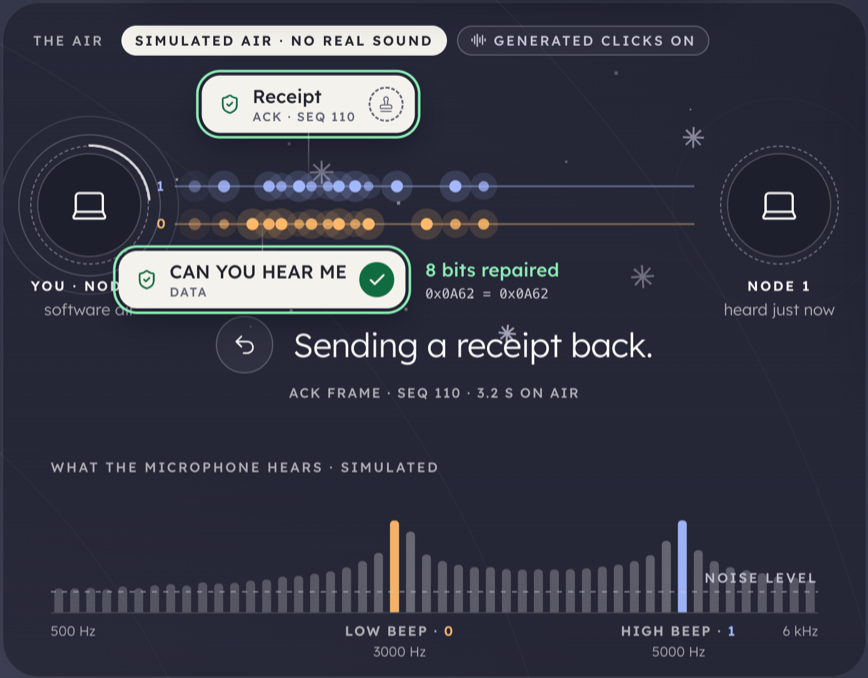 THE AIR
SIMULATED AIR · NO REAL SOUND
GENERATED CLICKS ON
Receipt
ACK · SEQ 110
1
0
CAN YOU HEAR ME
DATA
8 bits repaired
0x0A62 = 0x0A62
YOU · NOD
software ai
NODE 1
heard just now
Sending a receipt back.
ACK FRAME · SEQ 110 · 3.2 S ON AIR
WHAT THE MICROPHONE HEARS · SIMULATED
NOISE LEVEL
500 Hz
LOW BEEP · 0
3000 Hz
HIGH BEEP · 1
5000 Hz
6 kHz